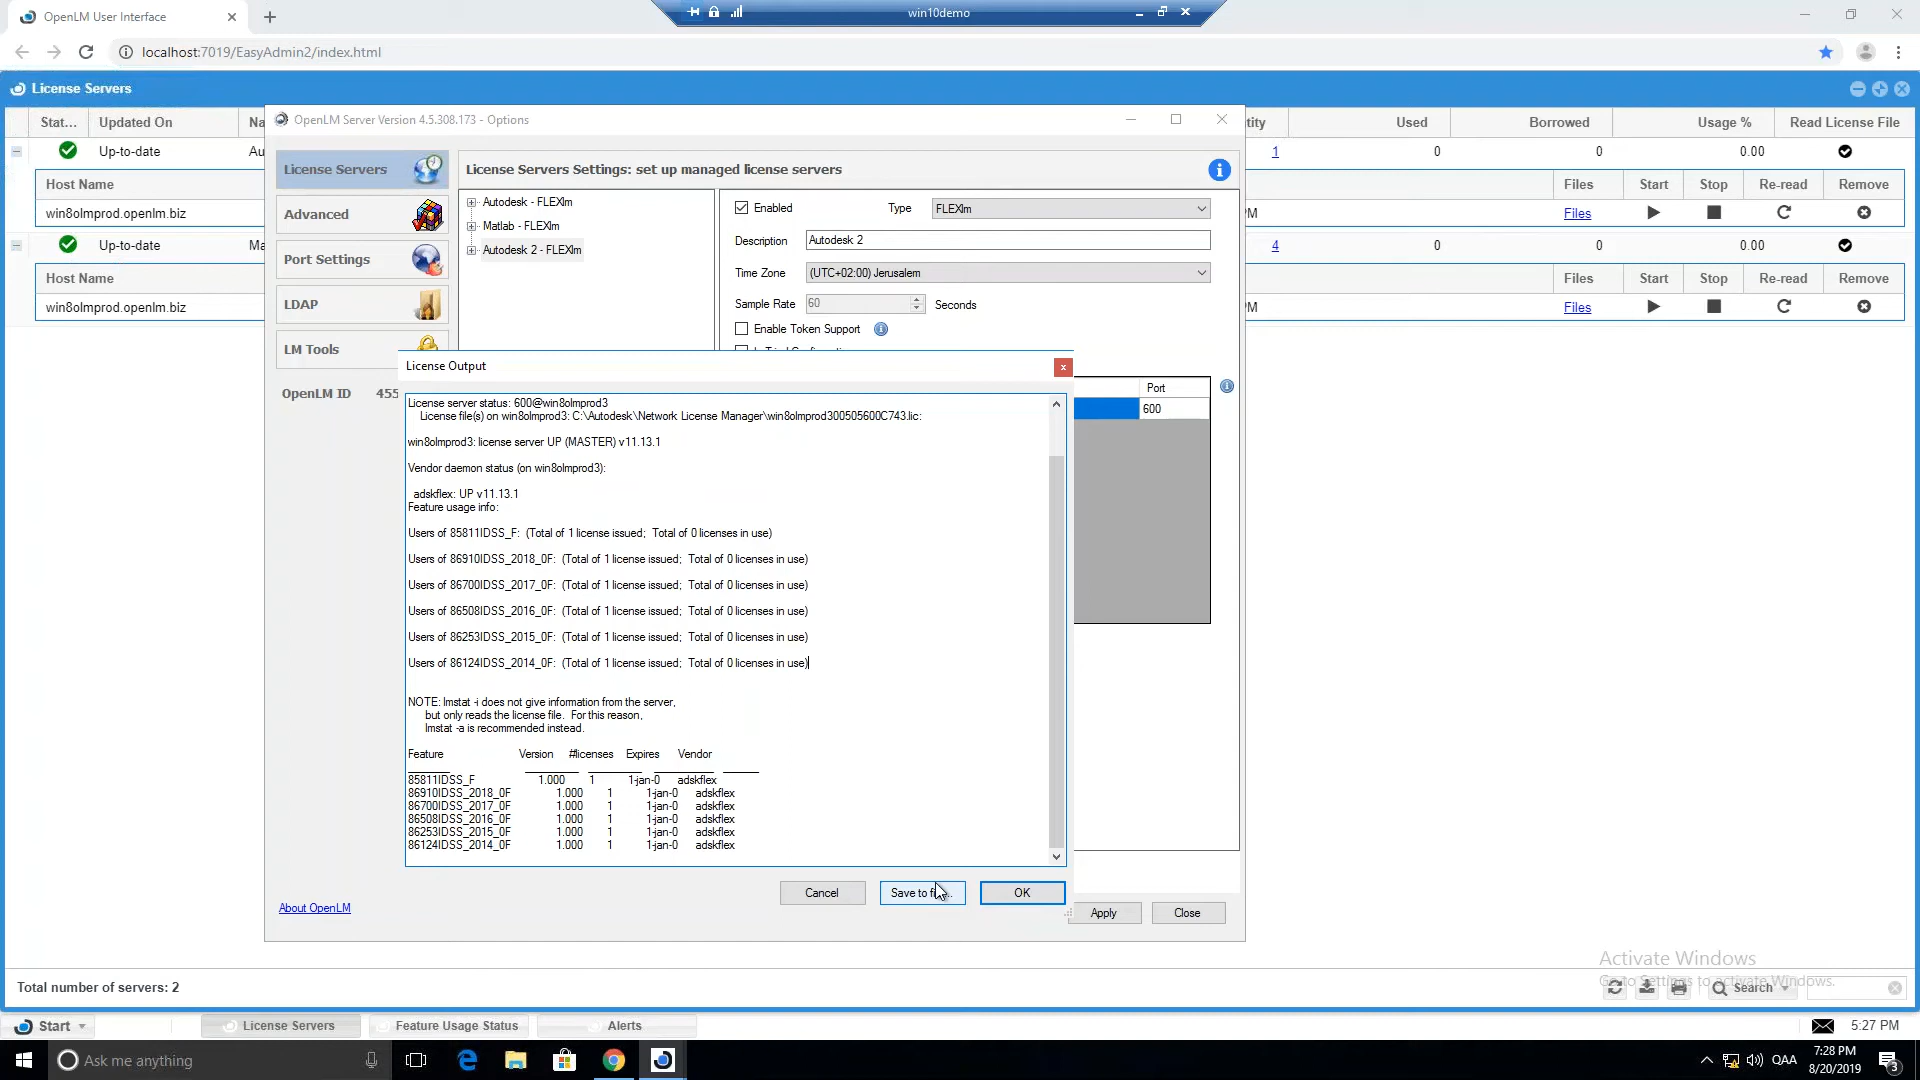 OpenLM User Interface
win10demo
localhost:7019/EasyAdmin2/index.html
License Servers
Stat... Updated On Na tity Used Borrowed Usage % Read License File
Up-to-date Au 1 0 0 0.00
Host Name Files Start Stop Re-read Remove
win8olmprod.openlm.biz PM Files
Up-to-date Ma 4 0 0 0.00
Host Name Files Start Stop Re-read Remove
win8olmprod.openlm.biz PM Files
OpenLM Server Version 4.5.308.173 - Options
License Servers
Advanced
Port Settings
LDAP
LM Tools
OpenLM ID 455
About OpenLM
License Servers Settings: set up managed license servers
Autodesk - FLEXlm
Matlab - FLEXlm
Autodesk 2 - FLEXlm
Enabled Type FLEXlm
Description Autodesk 2
Time Zone (UTC+02:00) Jerusalem
Sample Rate 60 Seconds
Enable Token Support
Port
600
License Output
License server status: 600@win8olmprod3
License file(s) on win8olmprod3: C:\Autodesk\Network License Manager\win8olmprod300505600C743.lic:
win8olmprod3: license server UP (MASTER) v11.13.1
Vendor daemon status (on win8olmprod3):
adskflex: UP v11.13.1
Feature usage info:
Users of 85811IDSS_F: (Total of 1 license issued; Total of 0 licenses in use)
Users of 86910IDSS_2018_0F: (Total of 1 license issued; Total of 0 licenses in use)
Users of 86700IDSS_2017_0F: (Total of 1 license issued; Total of 0 licenses in use)
Users of 86508IDSS_2016_0F: (Total of 1 license issued; Total of 0 licenses in use)
Users of 86253IDSS_2015_0F: (Total of 1 license issued; Total of 0 licenses in use)
Users of 86124IDSS_2014_0F: (Total of 1 license issued; Total of 0 licenses in use)
NOTE: lmstat -i does not give information from the server,
but only reads the license file. For this reason,
lmstat -a is recommended instead.
Feature Version #licenses Expires Vendor
85811IDSS_F 1.000 1 1-jan-0 adskflex
86910IDSS_2018_0F 1.000 1 1-jan-0 adskflex
86700IDSS_2017_0F 1.000 1 1-jan-0 adskflex
86508IDSS_2016_0F 1.000 1 1-jan-0 adskflex
86253IDSS_2015_0F 1.000 1 1-jan-0 adskflex
86124IDSS_2014_0F 1.000 1 1-jan-0 adskflex
Cancel Save to OK
Apply Close
Activate Windows
Go to Settings to activate Windows.
Total number of servers: 2 Search
Start License Servers Feature Usage Status Alerts 5:27 PM
Ask me anything QAA 7:28 PM
8/20/2019 3